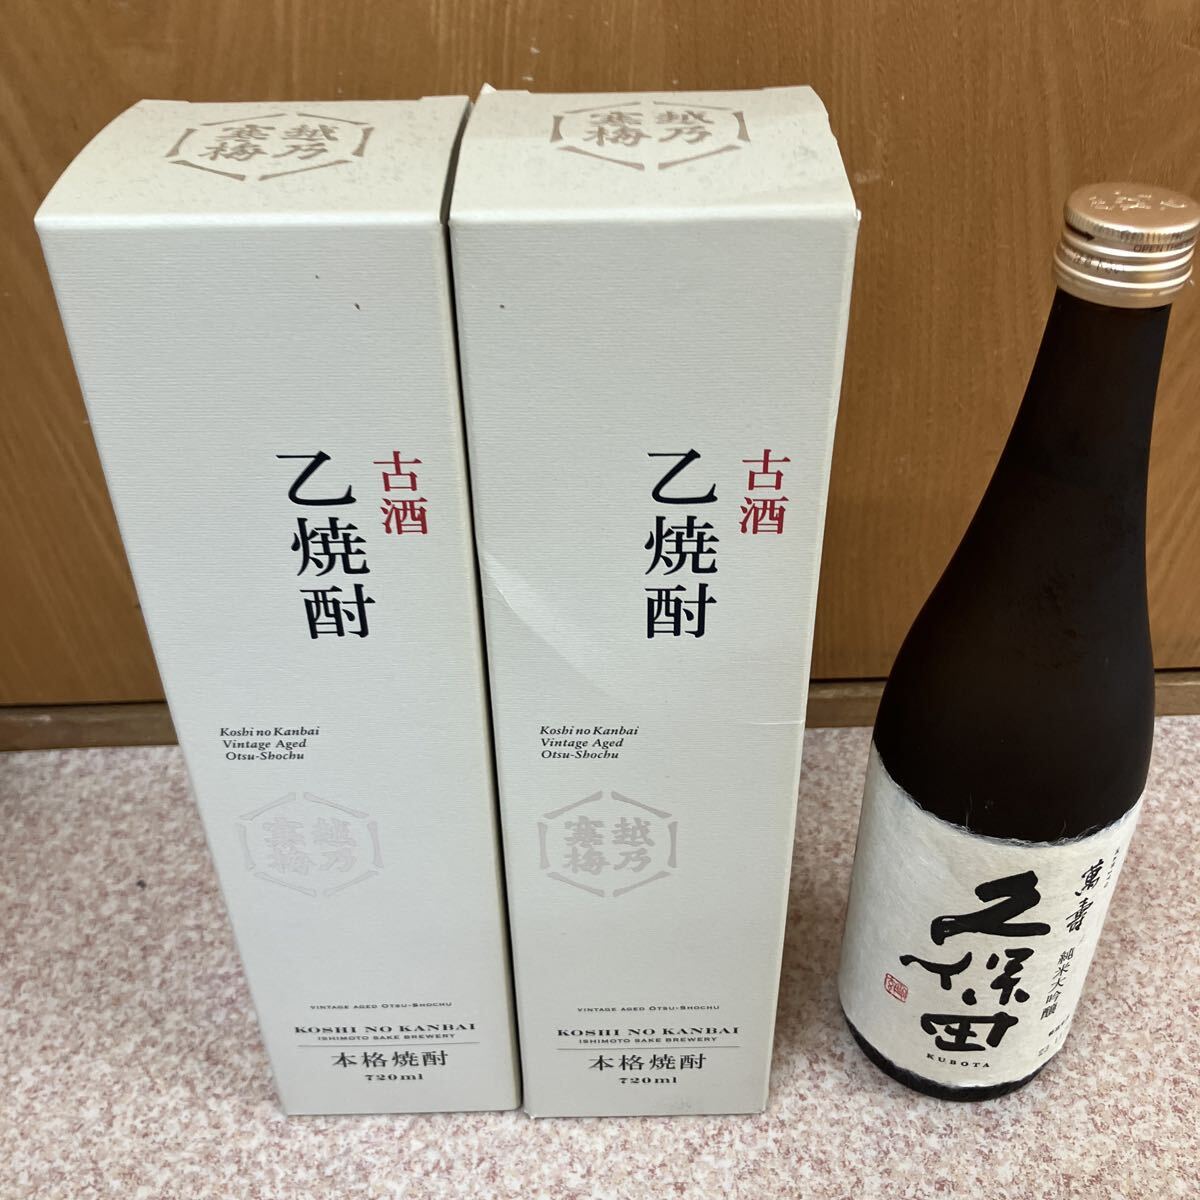 越乃
寒梅
古酒
乙焼酎
Koshi no Kanbai
Vintage Aged
Otsu-Shochu
越乃
寒梅
VINTAGE AGED OTSU-SHOCHU
KOSHI NO KANBAI
ISHIMOTO SAKE BREWERY
本格焼酎
720ml
越乃
寒梅
古酒
乙焼酎
Koshi no Kanbai
Vintage Aged
Otsu-Shochu
越乃
寒梅
VINTAGE AGED OTSU-SHOCHU
KOSHI NO KANBAI
ISHIMOTO SAKE BREWERY
本格焼酎
720ml
萬寿
純米大吟醸
久保田
KUBOTA